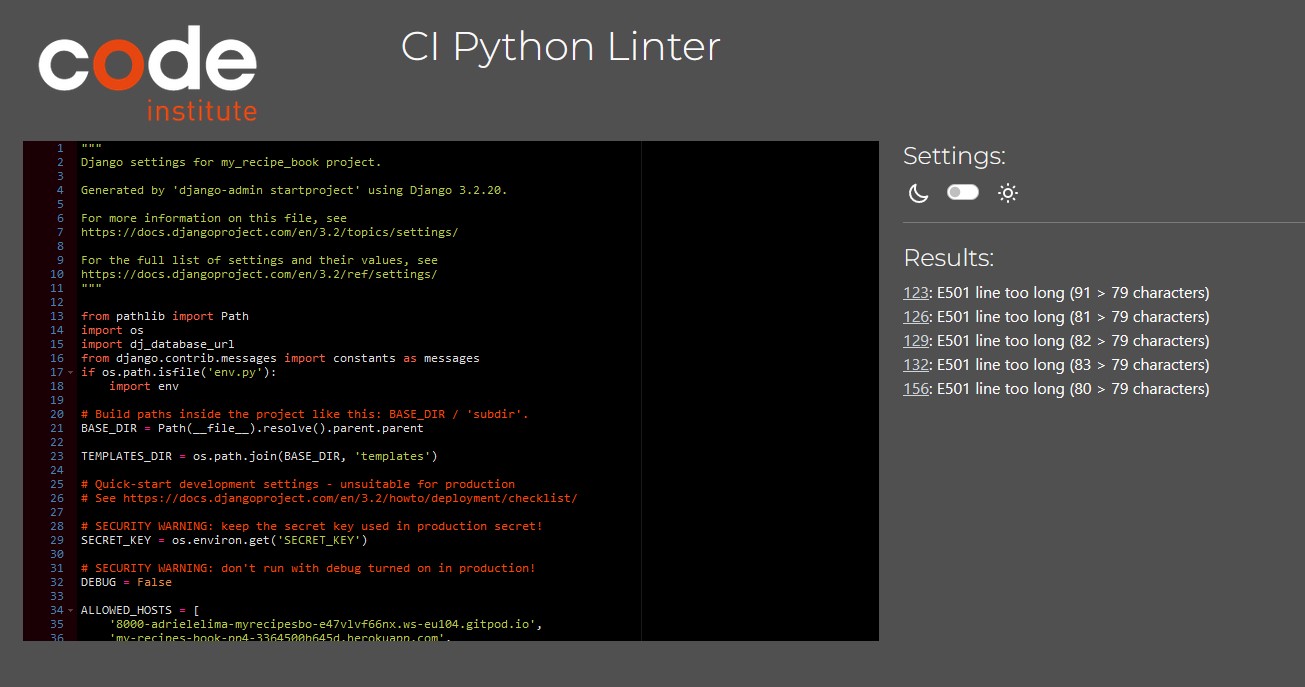 code
institute
CI Python Linter
1 """
2 Django settings for my_recipe_book project.
3
4 Generated by 'django-admin startproject' using Django 3.2.20.
5
6 For more information on this file, see
7 https://docs.djangoproject.com/en/3.2/topics/settings/
8
9 For the full list of settings and their values, see
10 https://docs.djangoproject.com/en/3.2/ref/settings/
11 """
12
13 from pathlib import Path
14 import os
15 import dj_database_url
16 from django.contrib.messages import constants as messages
17 if os.path.isfile('env.py'):
18 import env
19
20 # Build paths inside the project like this: BASE_DIR / 'subdir'.
21 BASE_DIR = Path(__file__).resolve().parent.parent
22
23 TEMPLATES_DIR = os.path.join(BASE_DIR, 'templates')
24
25 # Quick-start development settings - unsuitable for production
26 # See https://docs.djangoproject.com/en/3.2/howto/deployment/checklist/
27
28 # SECURITY WARNING: keep the secret key used in production secret!
29 SECRET_KEY = os.environ.get('SECRET_KEY')
30
31 # SECURITY WARNING: don't run with debug turned on in production!
32 DEBUG = False
33
34 ALLOWED_HOSTS = [
35 '8000-adrielelima-myrecipesbo-e47vlvf66nx.ws-eu104.gitpod.io',
36 'my-recipes-book-pp4-3364500b645d.herokuapp.com',
Settings:
Results:
123: E501 line too long (91 > 79 characters)
126: E501 line too long (81 > 79 characters)
129: E501 line too long (82 > 79 characters)
132: E501 line too long (83 > 79 characters)
156: E501 line too long (80 > 79 characters)